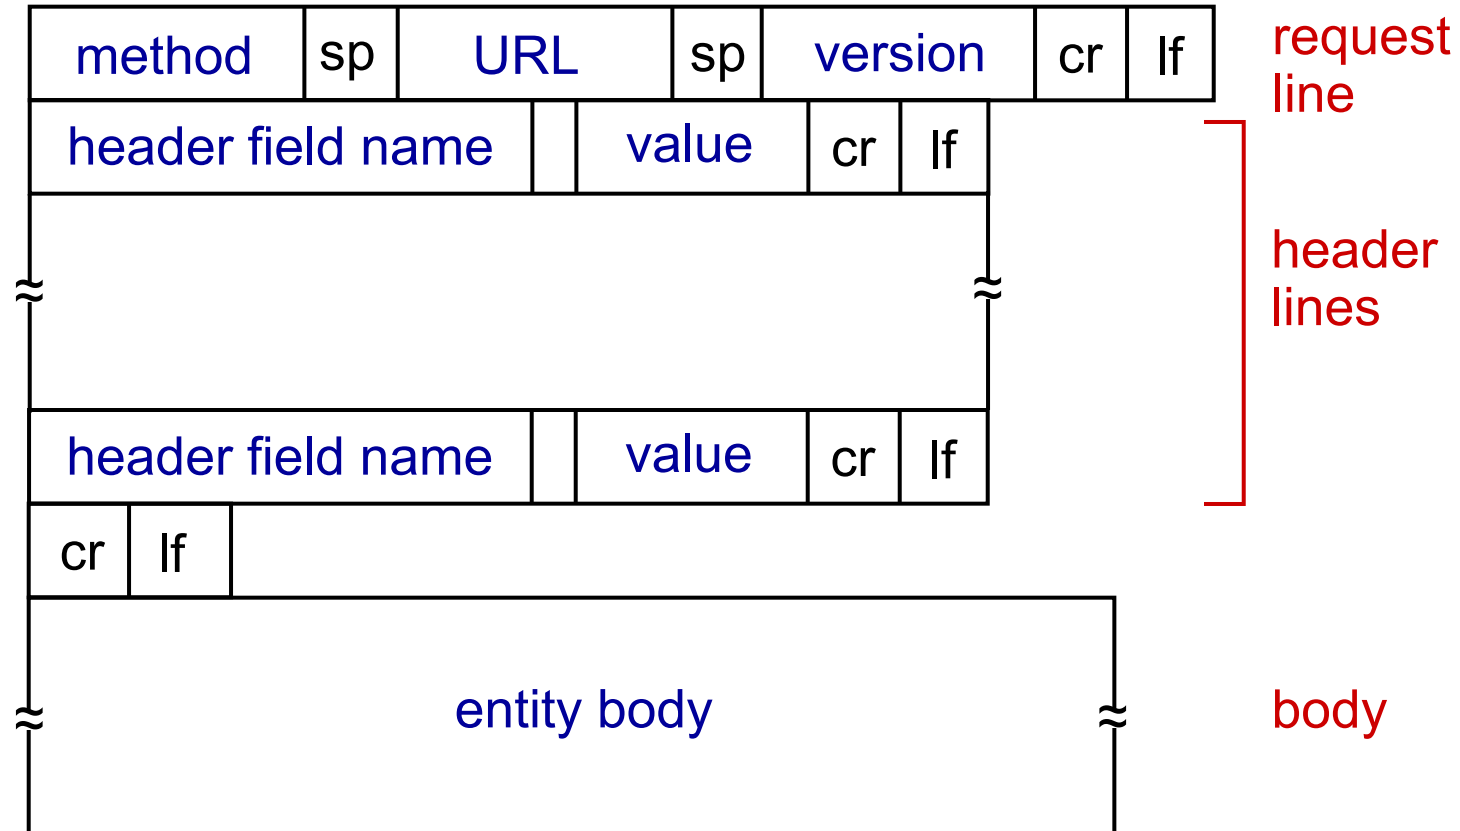 method sp URL sp version cr lf
request
line
header field name value cr lf
header
lines
header field name value cr lf
cr lf
entity body
body